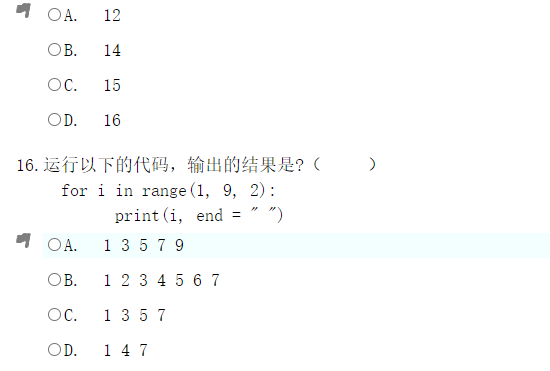 A. 12
B. 14
C. 15
D. 16
16. 运行以下的代码，输出的结果是?（ ）
for i in range(1, 9, 2):
print(i, end = " ")
A. 1 3 5 7 9
B. 1 2 3 4 5 6 7
C. 1 3 5 7
D. 1 4 7